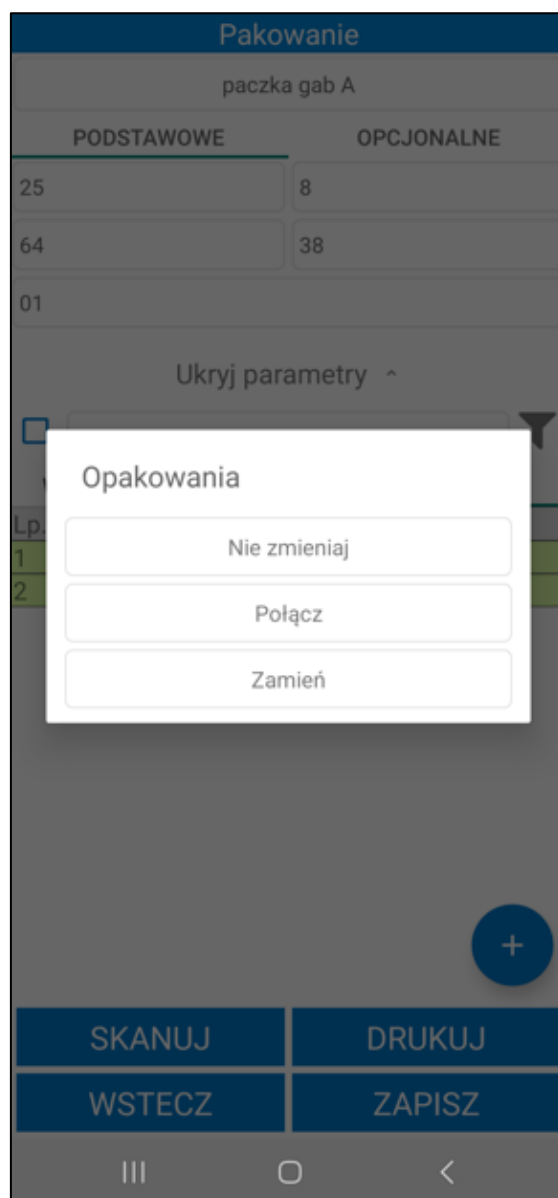 Pakowanie
paczka gab A
PODSTAWOWE OPCJONALNE
25 8
64 38
01
Ukryj parametry
Opakowania
Lp.
Nie zmieniaj
1
2
Połącz
Zamień
+
SKANUJ DRUKUJ
WSTECZ ZAPISZ